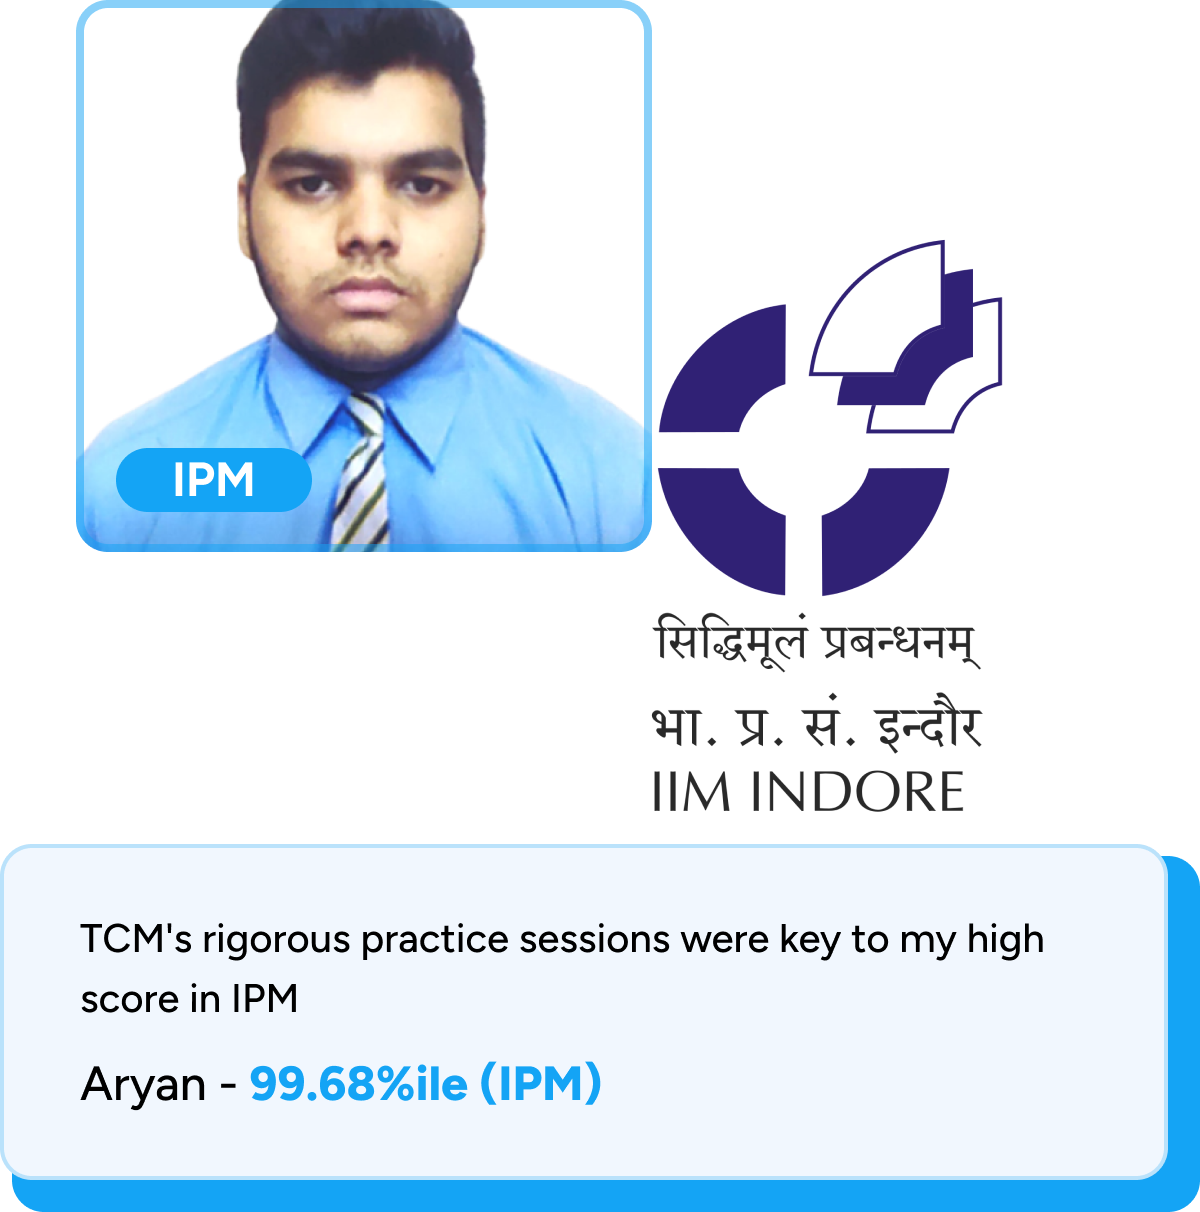 IPM
सिद्धिमूलं प्रबन्धनम्
भा. प्र. सं. इन्दौर
IIM INDORE
TCM's rigorous practice sessions were key to my high
score in IPM
Aryan - 99.68%ile (IPM)